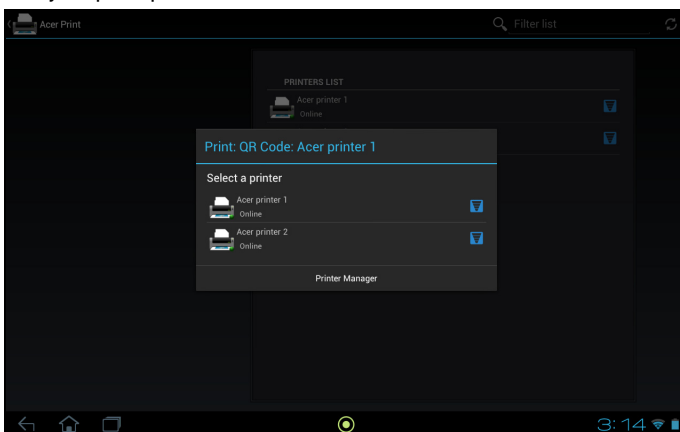 Acer Print
Filter list
PRINTERS LIST
Acer printer 1
Online
Print: QR Code: Acer printer 1
Select a printer
Acer printer 1
Online
Acer printer 2
Online
Printer Manager
3:14